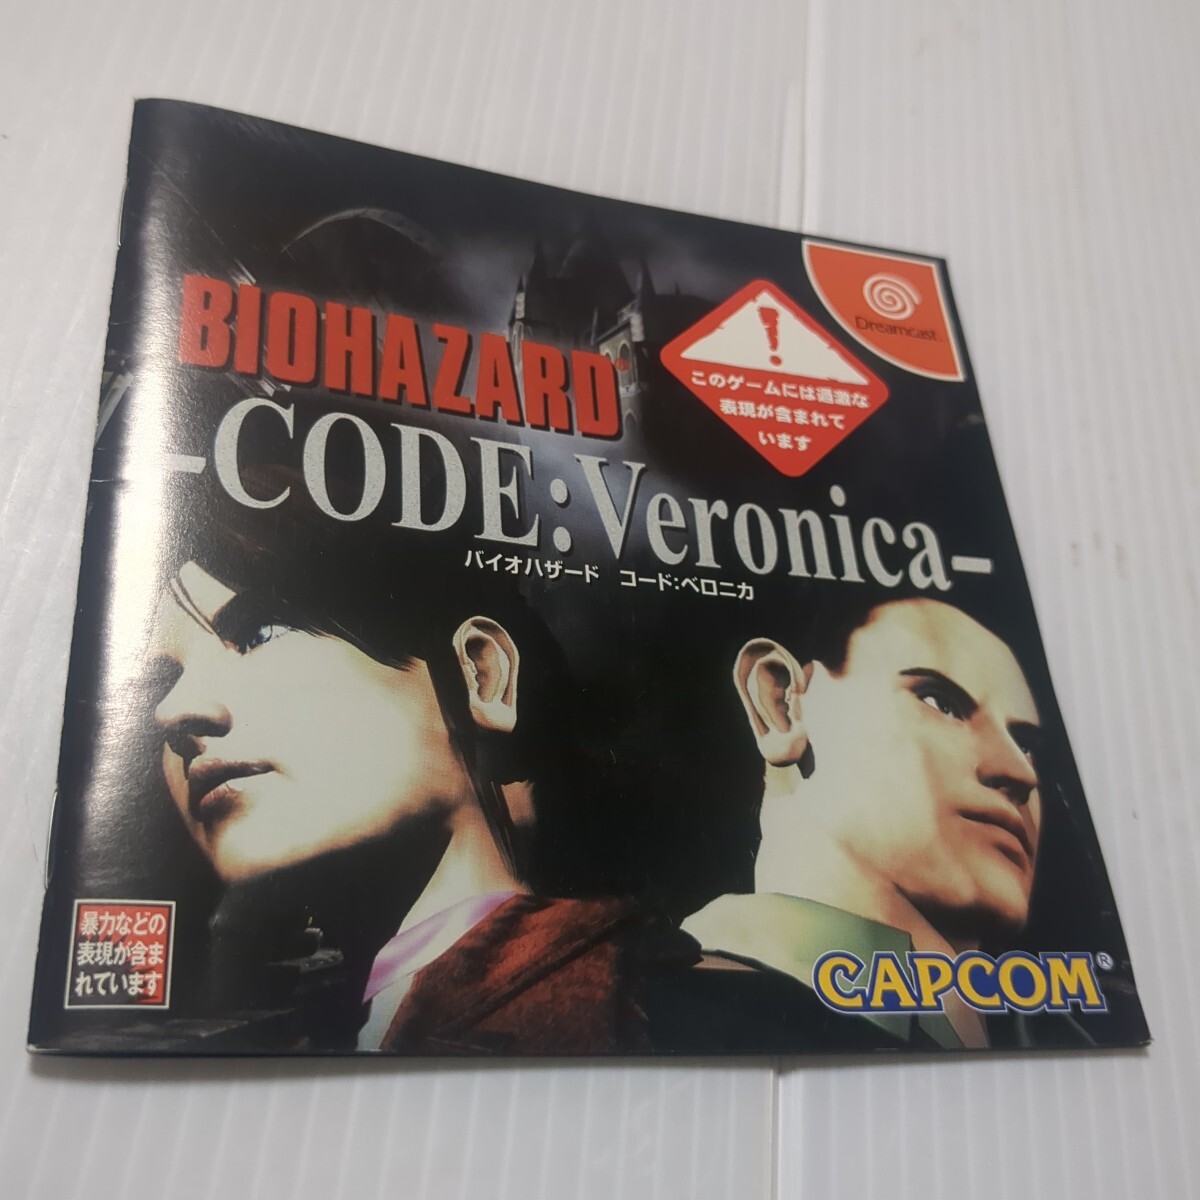 Dreamcast
このゲームには過激な
表現が含まれて
います
BIOHAZARD®
-CODE:Veronica-
バイオハザード コード:ベロニカ
暴力などの
表現が含ま
れています
CAPCOM®